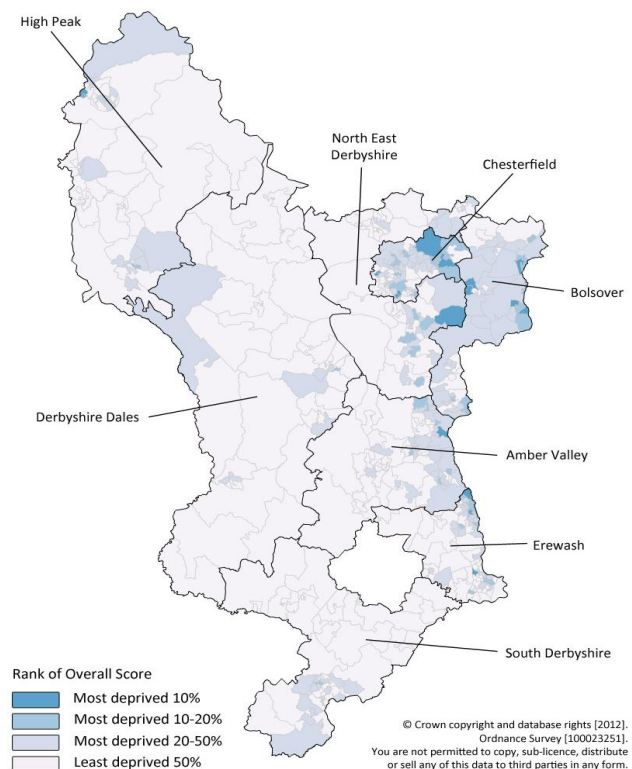 High Peak
North East
Derbyshire
Chesterfield
Bolsover
Derbyshire Dales
Amber Valley
Erewash
South Derbyshire
Rank of Overall Score
Most deprived 10%
Most deprived 10-20%
Most deprived 20-50%
Least deprived 50%
© Crown copyright and database rights [2012].
Ordnance Survey [100023251].
You are not permitted to copy, sub-licence, distribute
or sell any of this data to third parties in any form.